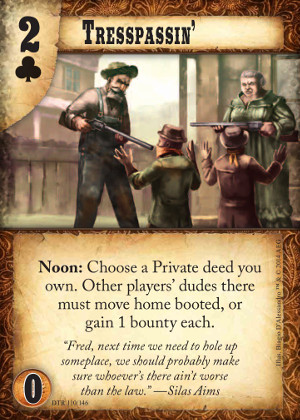 2
TRESSPASSIN'
Noon: Choose a Private deed you
own. Other players' dudes there
must move home booted, or
gain 1 bounty each.
"Fred, next time we need to hole up
someplace, we should probably make
sure whoever's there ain't worse
than the law." —Silas Aims
0